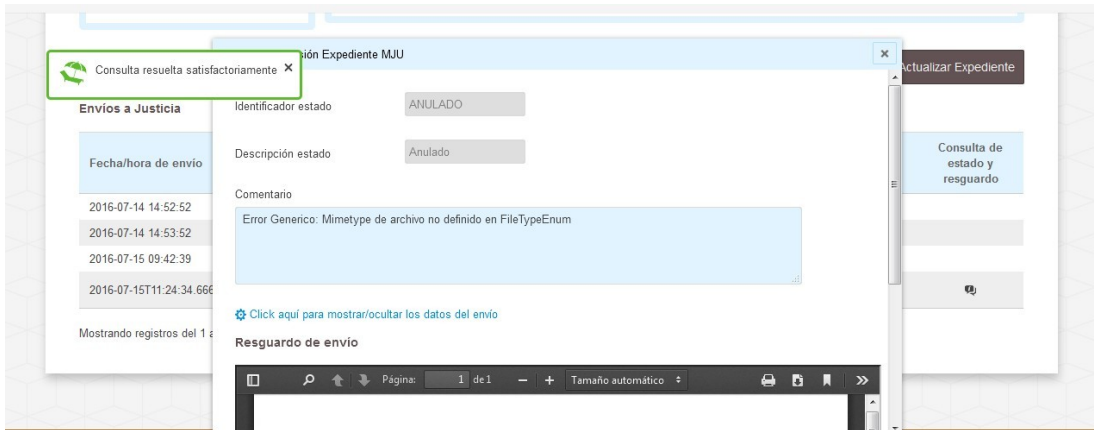 sión Expediente MJU
Consulta resuelta satisfactoriamente
Actualizar Expediente
Envíos a Justicia
Identificador estado
ANULADO
Fecha/hora de envio
Descripción estado
Anulado
Consulta de
estado y
resguardo
Comentario
Error Generico: Mimetype de archivo no definido en FileTypeEnum
2016-07-14 14:52:52
2016-07-14 14:53:52
2016-07-15 09:42:39
2016-07-15T11:24:34.666
Click aquí para mostrar/ocultar los datos del envío
Mostrando registros del 1 a
Resguardo de envío
Página: 1 de 1
Tamaño automático